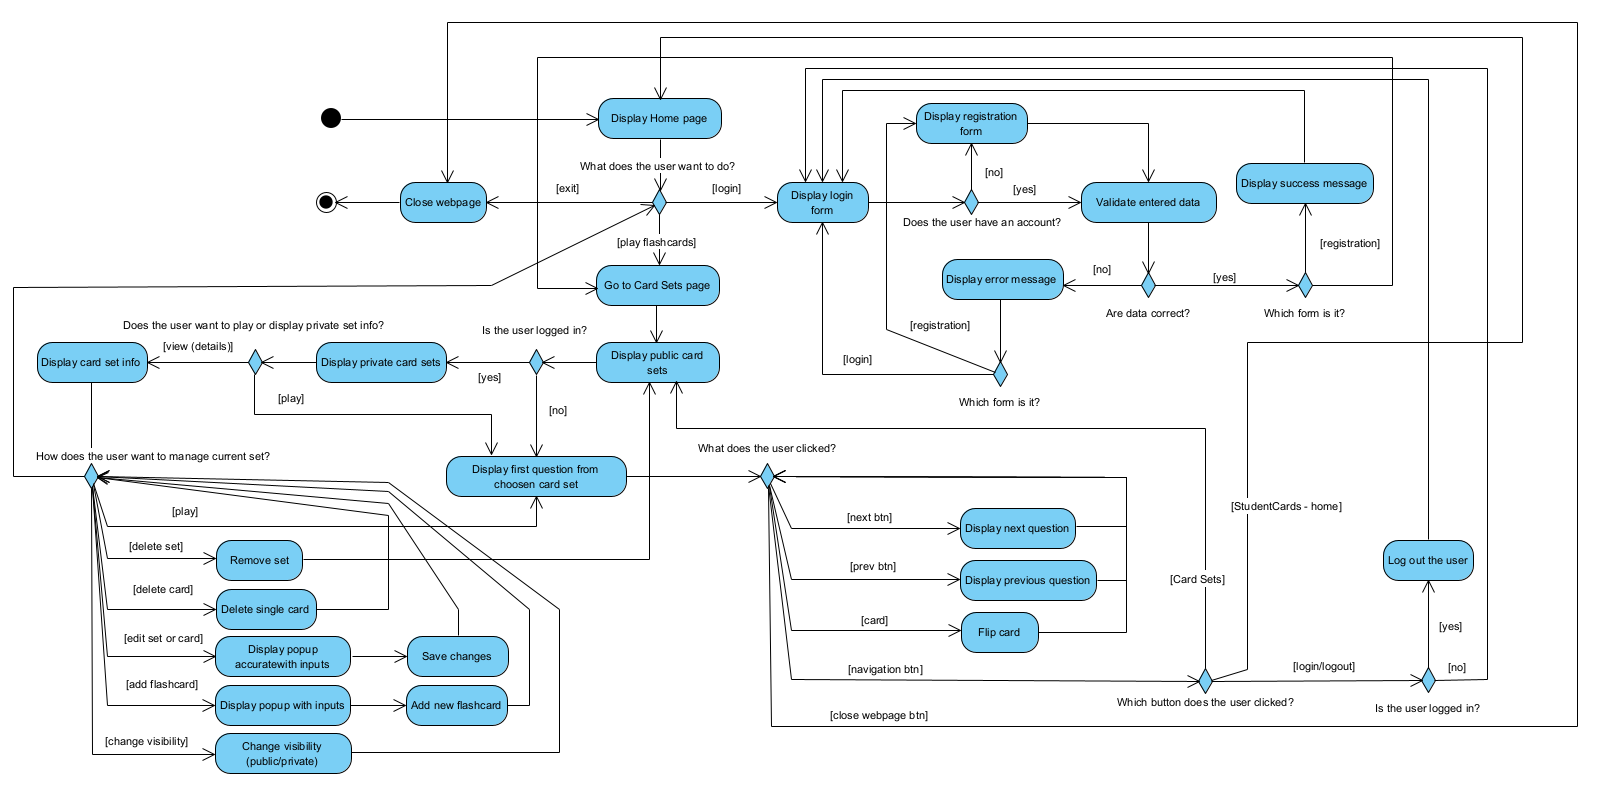 Display Home page
What does the user want to do?
[exit]
[login]
Close webpage
[play flashcards]
Go to Card Sets page
Display login
form
Display registration
form
[no]
[yes]
Does the user have an account?
Validate entered data
Display success message
[registration]
Display error message
[no]
[yes]
Are data correct?
Which form is it?
[registration]
[login]
Which form is it?
Does the user want to play or display private set info?
[view (details)]
Is the user logged in?
Display card set info
Display private card sets
Display public card
sets
[yes]
[play]
[no]
How does the user want to manage current set?
Display first question from
choosen card set
What does the user clicked?
[play]
[delete set]
Remove set
[delete card]
Delete single card
[edit set or card]
Display popup
accuratewith inputs
Save changes
[add flashcard]
Display popup with inputs
Add new flashcard
[change visibility]
Change visibility
(public/private)
[next btn]
Display next question
[prev btn]
Display previous question
[card]
Flip card
[navigation btn]
[close webpage btn]
[Card Sets]
[StudentCards - home]
Which button does the user clicked?
[login/logout]
Log out the user
[yes]
[no]
Is the user logged in?